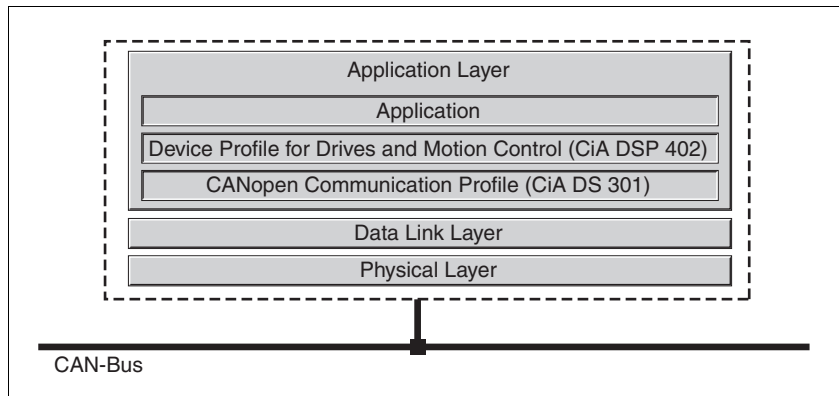 Application Layer
Application
Device Profile for Drives and Motion Control (CiA DSP 402)
CANopen Communication Profile (CiA DS 301)
Data Link Layer
Physical Layer
CAN-Bus